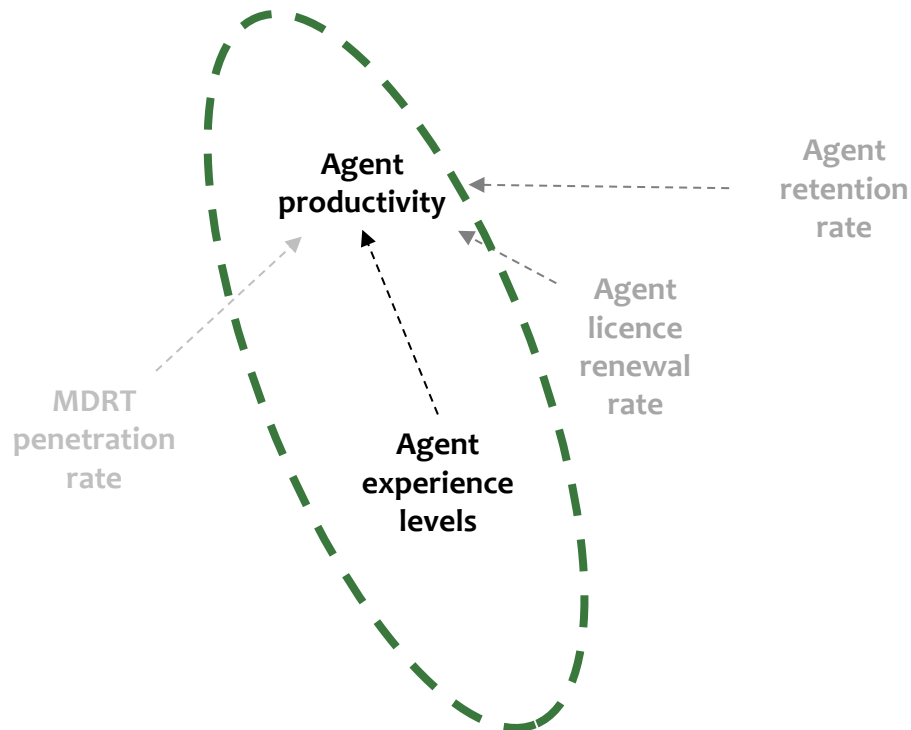 Agent
productivity
Agent
retention
rate
Agent
licence
renewal
rate
MDRT
penetration
rate
Agent
experience
levels